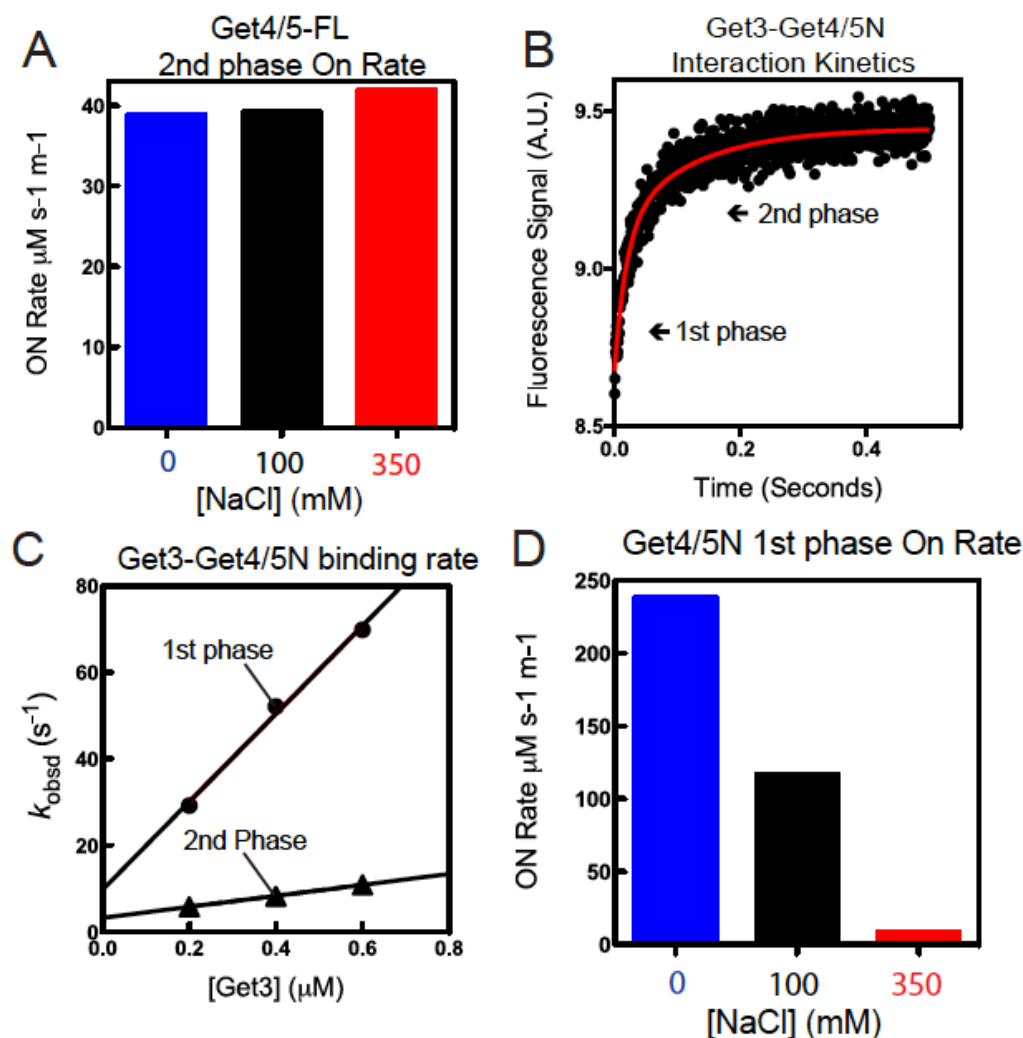 A
Get4/5-FL
2nd phase On Rate
ON Rate μM s-1 m-1
40
30
20
10
0
0 100 350
[NaCl] (mM)
B
Get3-Get4/5N
Interaction Kinetics
Fluorescence Signal (A.U.)
9.5
9.0
8.5
2nd phase
1st phase
0.0 0.2 0.4
Time (Seconds)
C
Get3-Get4/5N binding rate
kobsd (s−1)
80
60
40
20
0
1st phase
2nd Phase
0.0 0.2 0.4 0.6 0.8
[Get3] (μM)
D
Get4/5N 1st phase On Rate
ON Rate μM s-1 m-1
250
200
150
100
50
0
0 100 350
[NaCl] (mM)